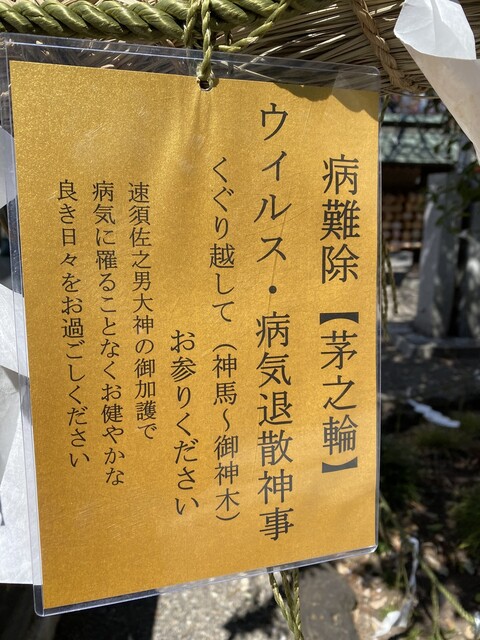 病難除【茅之輪】
ウイルス・病気退散神事
くぐり越して（神馬～御神木）
お参りください
速須佐之男大神の御加護で
病気に罹ることなくお健やかな
良き日々をお過ごしください